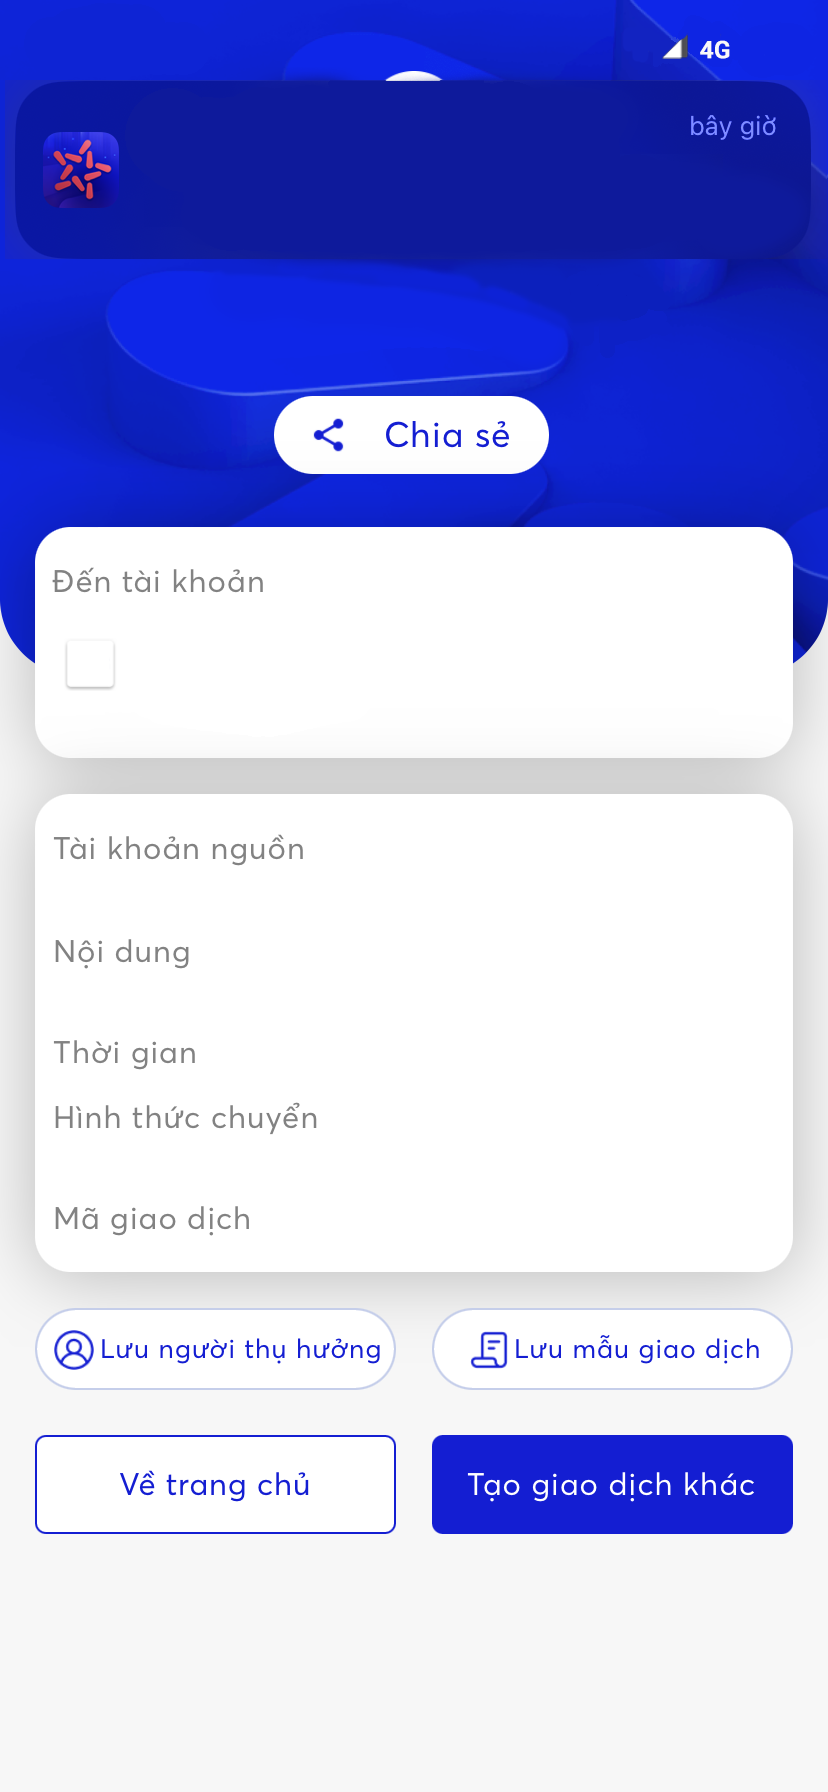 4G
bây giờ
Chia sẻ
Đến tài khoản
Tài khoản nguồn
Nội dung
Thời gian
Hình thức chuyển
Mã giao dịch
Lưu người thụ hưởng
Lưu mẫu giao dịch
Về trang chủ
Tạo giao dịch khác